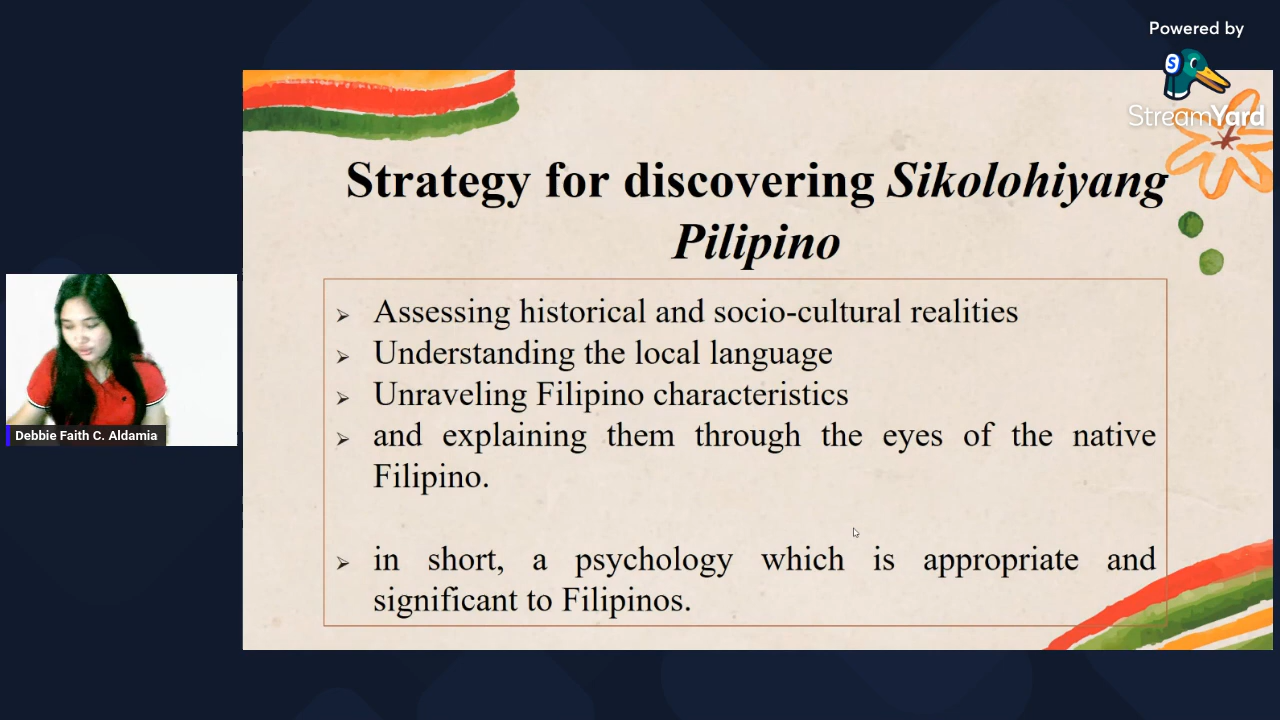 Powered by
S
StreamYard
Strategy for discovering Sikolohiyang
Pilipino
Assessing historical and socio-cultural realities
Understanding the local language
Unraveling Filipino characteristics
and explaining them through the eyes of the native
Filipino.
in short, a psychology which is appropriate and
significant to Filipinos.
Debbie Faith C. Aldamia